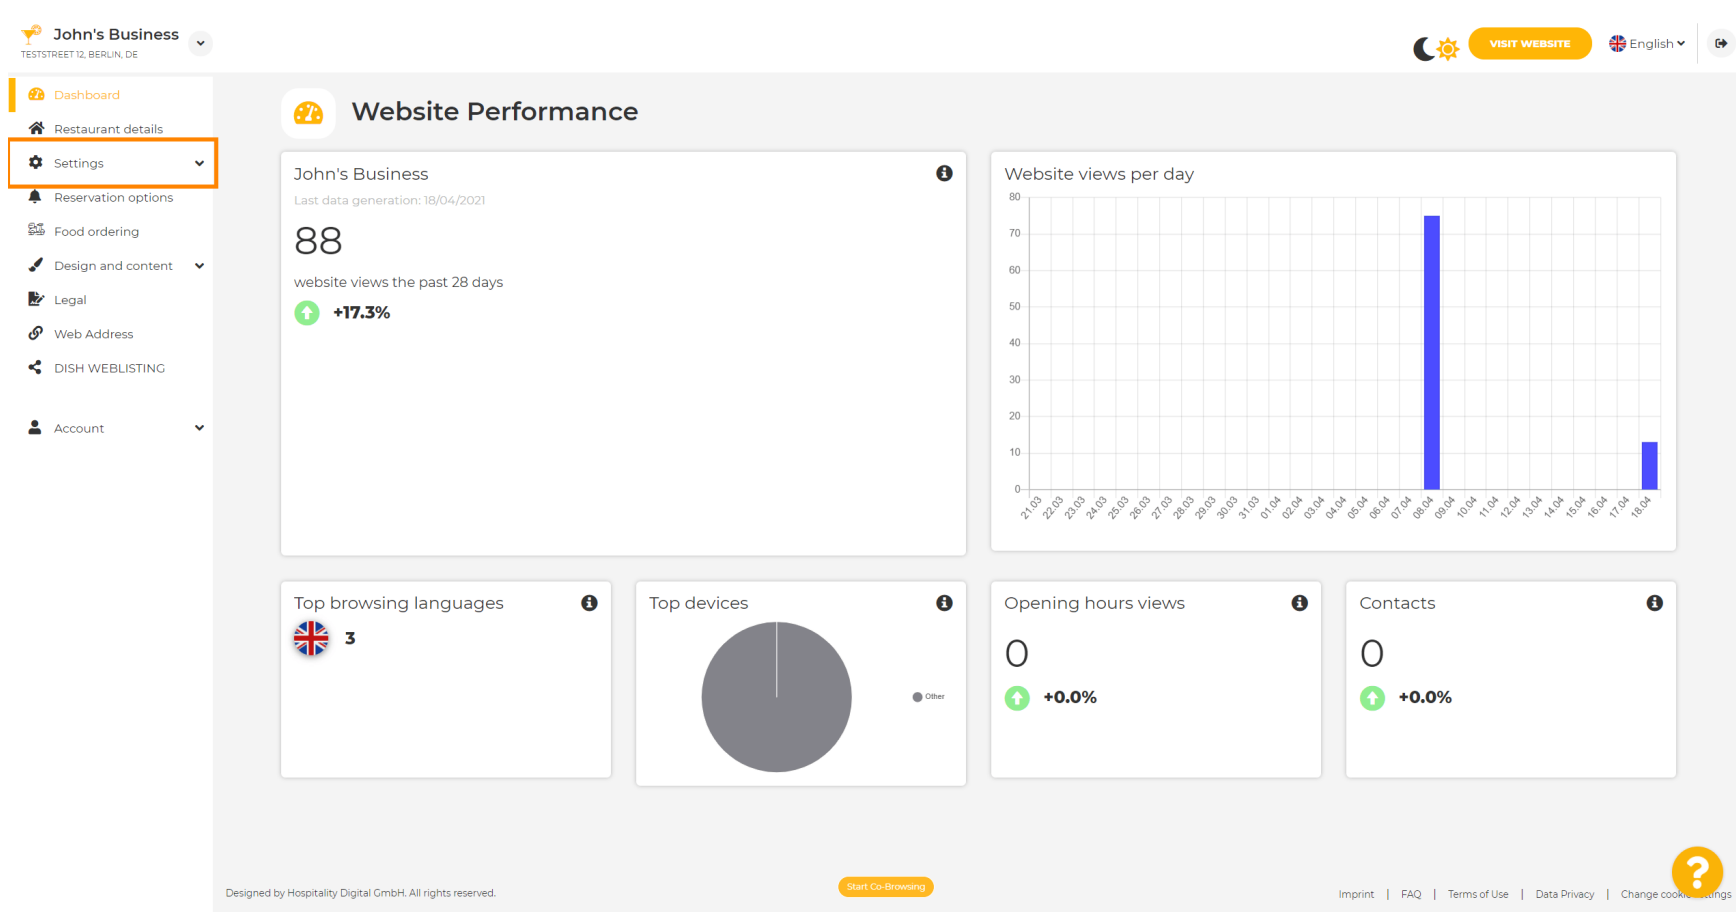 John's Business
TESTSTREET 12, BERLIN, DE
VISIT WEBSITE
English
Dashboard
Restaurant details
Settings
Reservation options
Food ordering
Design and content
Legal
Web Address
DISH WEBLISTING
Account
Website Performance
John's Business
Last data generation: 18/04/2021
88
website views the past 28 days
+17.3%
Website views per day
80
70
60
50
40
30
20
10
0
21.03 22.03 23.03 24.03 25.03 26.03 27.03 28.03 29.03 30.03 31.03 01.04 02.04 03.04 04.04 05.04 06.04 07.04 08.04 09.04 10.04 11.04 12.04 13.04 14.04 15.04 16.04 17.04 18.04
Top browsing languages
3
Top devices
Other
Opening hours views
0
+0.0%
Contacts
0
+0.0%
Designed by Hospitality Digital GmbH. All rights reserved.
Start Co-Browsing
Imprint | FAQ | Terms of Use | Data Privacy | Change
?